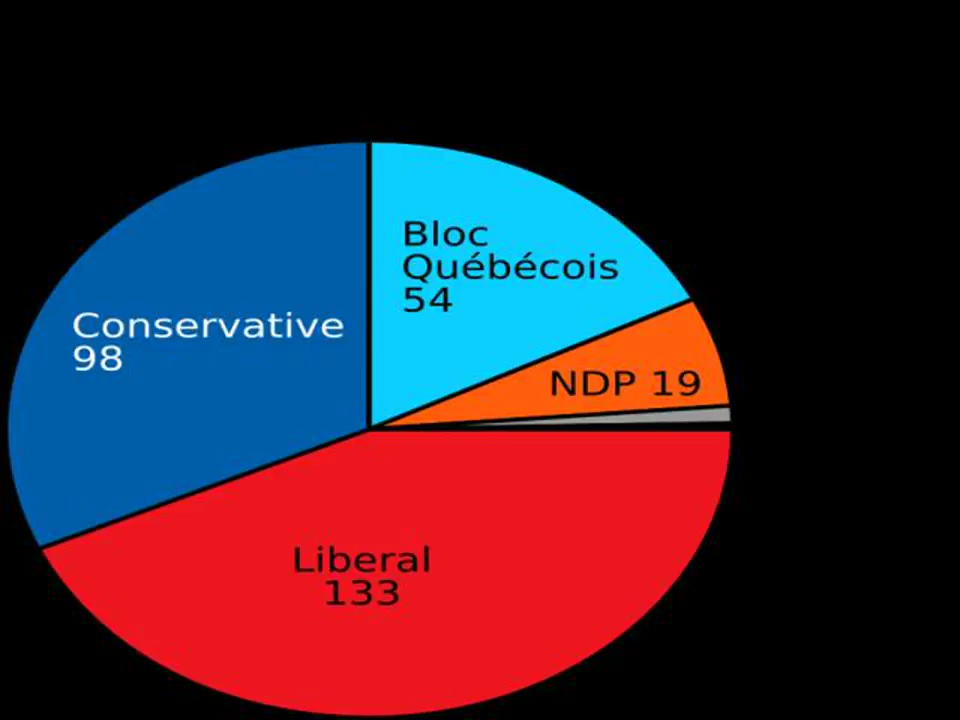 Bloc
Québécois
54
Conservative
98
NDP 19
Liberal
133